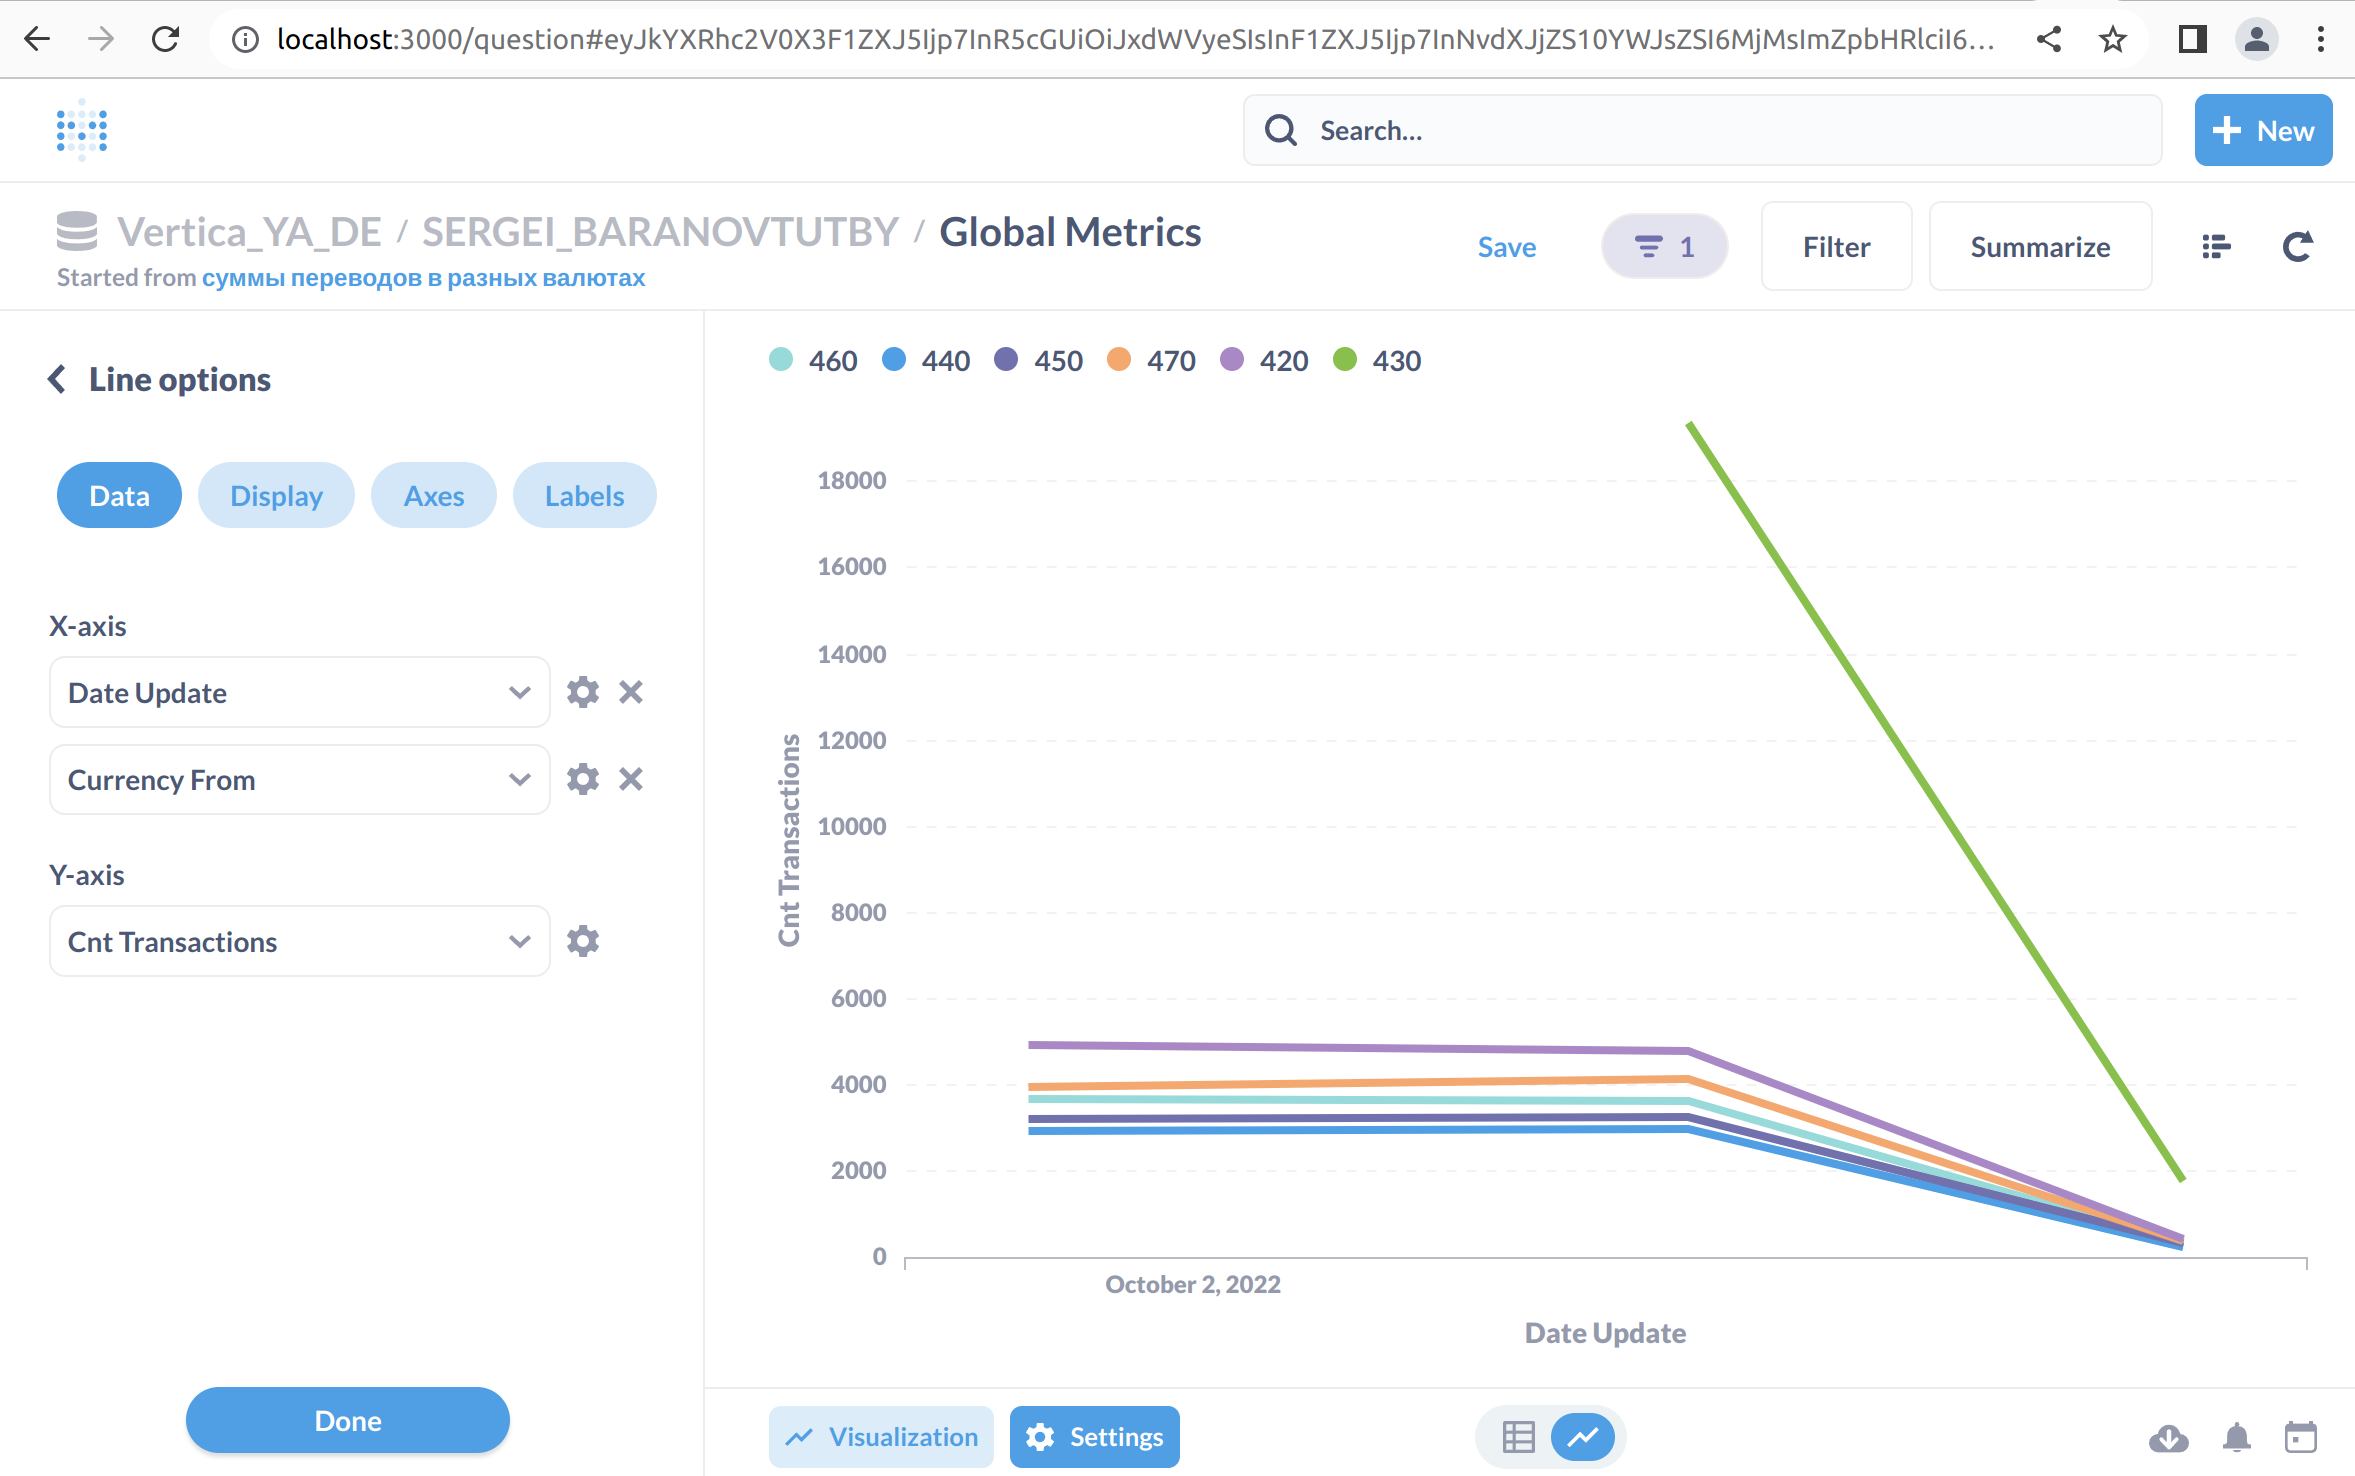 localhost:3000/question#eyJkYXRhc2V0X3F1ZXJ5Ijp7InR5cGUiOiJxdWVyeSIsInF1ZXJ5Ijp7InNvdXJjZS10YWJsZSI6MjMsImZpbHRlciI6...
Search...
New
Vertica_YA_DE / SERGEI_BARANOVTUTBY / Global Metrics
Started from суммы переводов в разных валютах
Save
1
Filter
Summarize
Line options
Data
Display
Axes
Labels
X-axis
Date Update
Currency From
Y-axis
Cnt Transactions
Done
460 440 450 470 420 430
18000
16000
14000
12000
10000
8000
6000
4000
2000
0
Cnt Transactions
October 2, 2022
Date Update
Visualization
Settings